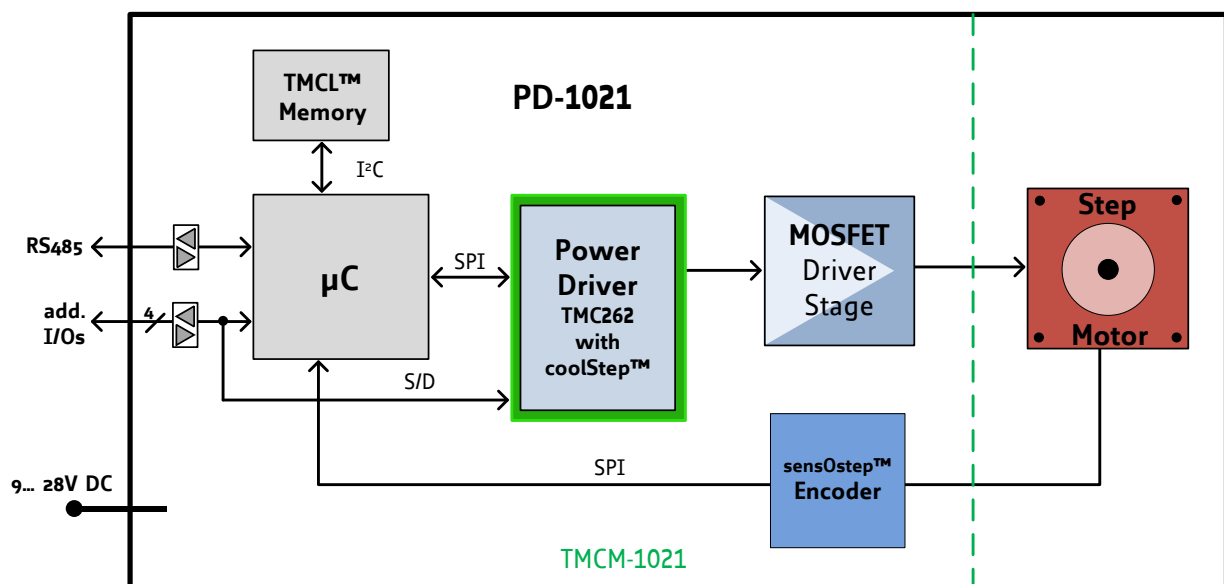 TMCL™
Memory
PD-1021
I²C
RS485
µC
SPI
Power
Driver
TMC262
with
coolStep™
MOSFET
Driver
Stage
Step
Motor
add.
I/Os
4
S/D
SPI
sensOstep™
Encoder
9... 28V DC
TMCM-1021